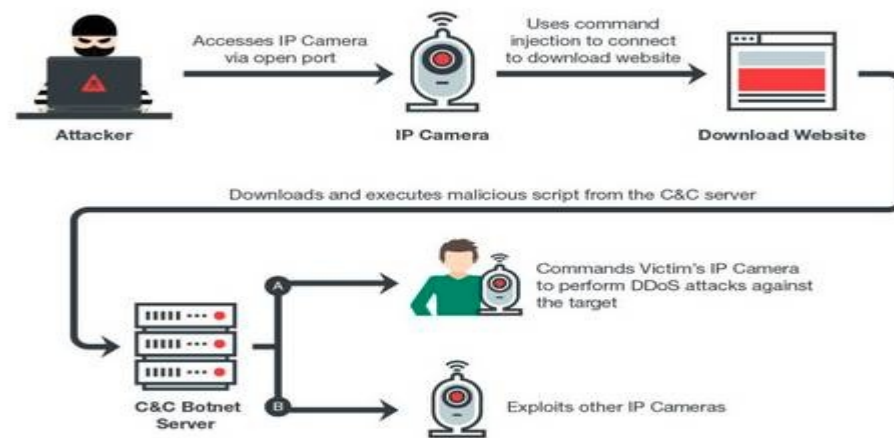 Accesses IP Camera
via open port
Uses command
injection to connect
to download website
Attacker
IP Camera
Download Website
Downloads and executes malicious script from the C&C server
A
Commands Victim's IP Camera
to perform DDoS attacks against
the target
C&C Botnet
Server
B
Exploits other IP Cameras